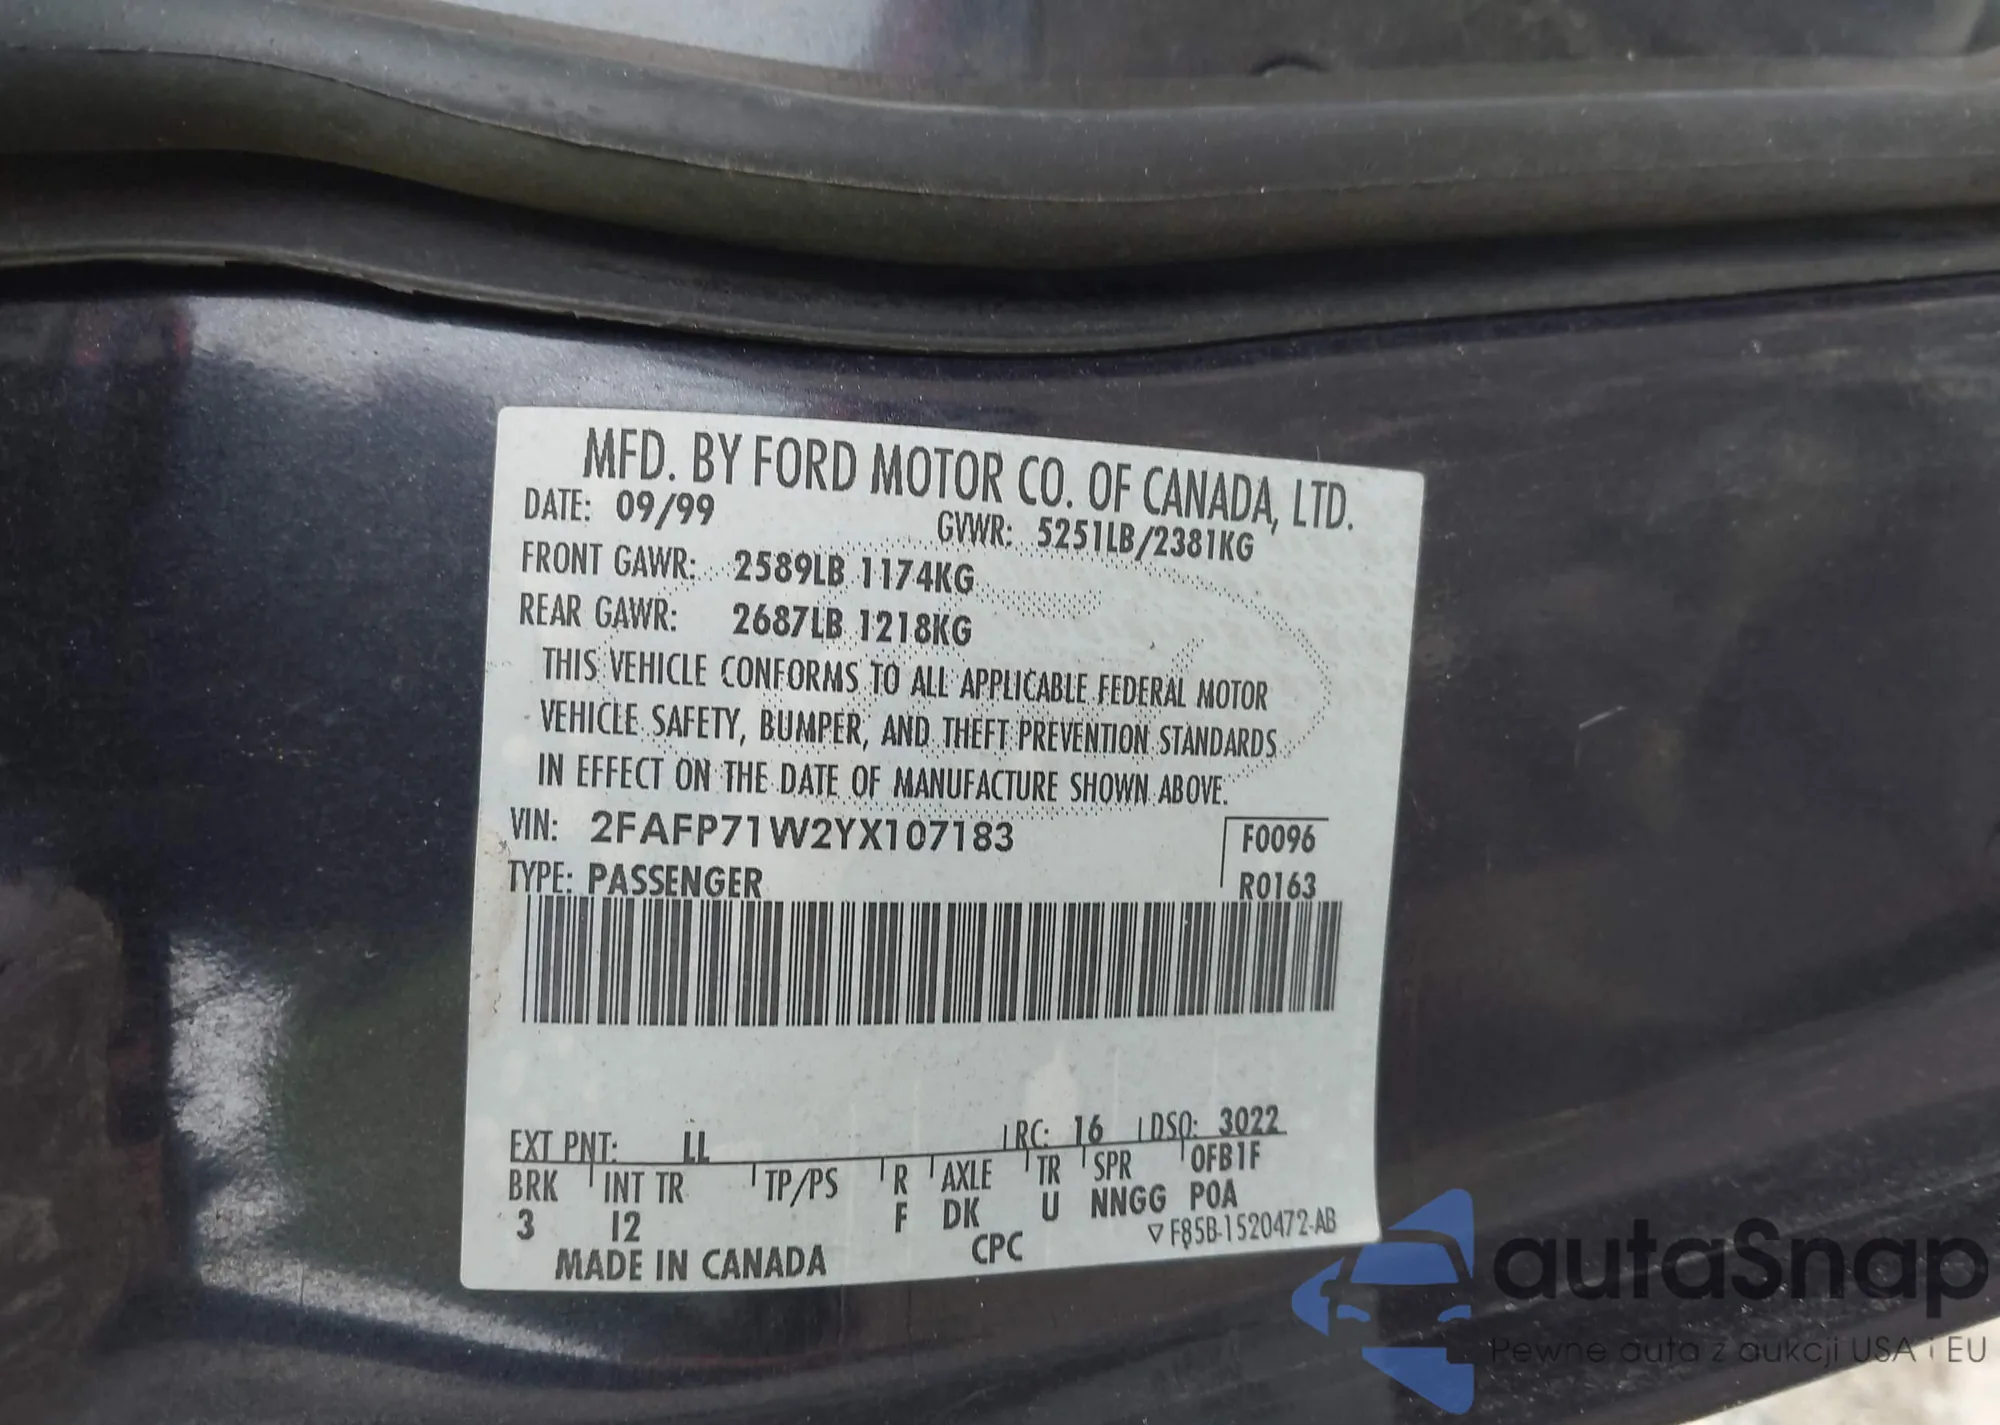 MFD. BY FORD MOTOR CO. OF CANADA, LTD.
DATE: 09/99 GVWR: 5251LB/2381KG
FRONT GAWR: 2589LB 1174KG
REAR GAWR: 2687LB 1218KG
THIS VEHICLE CONFORMS TO ALL APPLICABLE FEDERAL MOTOR
VEHICLE SAFETY, BUMPER, AND THEFT PREVENTION STANDARDS
IN EFFECT ON THE DATE OF MANUFACTURE SHOWN ABOVE.
VIN: 2FAFP71W2YX107183 F0096
TYPE: PASSENGER R0163
EXT PNT: LL RC: 16 DSO: 3022
BRK INT TR TP/PS R AXLE TR SPR 0FB1F
3 I2 F DK U NNGG P0A
MADE IN CANADA CPC ▽F85B-1520472-AB
autaSnap
Pewne auta z aukcji USA i EU